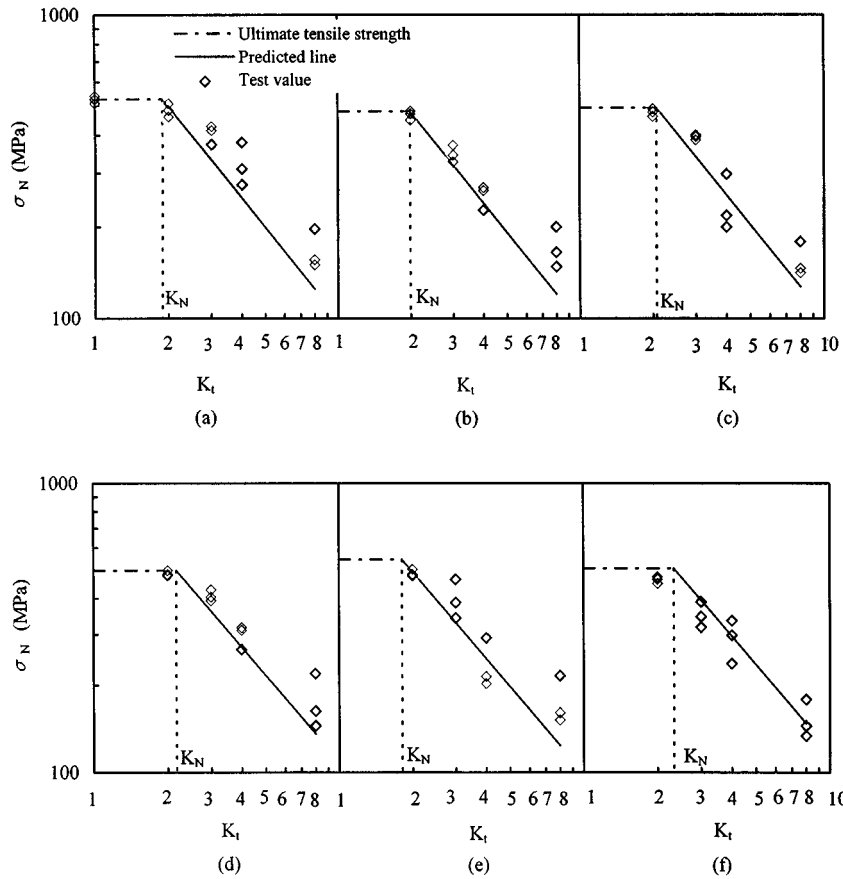 1000
Ultimate tensile strength
Predicted line
Test value
σ N (MPa)
K_N
K_N
K_N
100
1 2 3 4 5 6 7 8 1 2 3 4 5 6 7 8 1 2 3 4 5 6 7 8 10
K_t K_t K_t
(a) (b) (c)
1000
σ N (MPa)
K_N
K_N
K_N
100
1 2 3 4 5 6 7 8 1 2 3 4 5 6 7 8 1 2 3 4 5 6 7 8 10
K_t K_t K_t
(d) (e) (f)